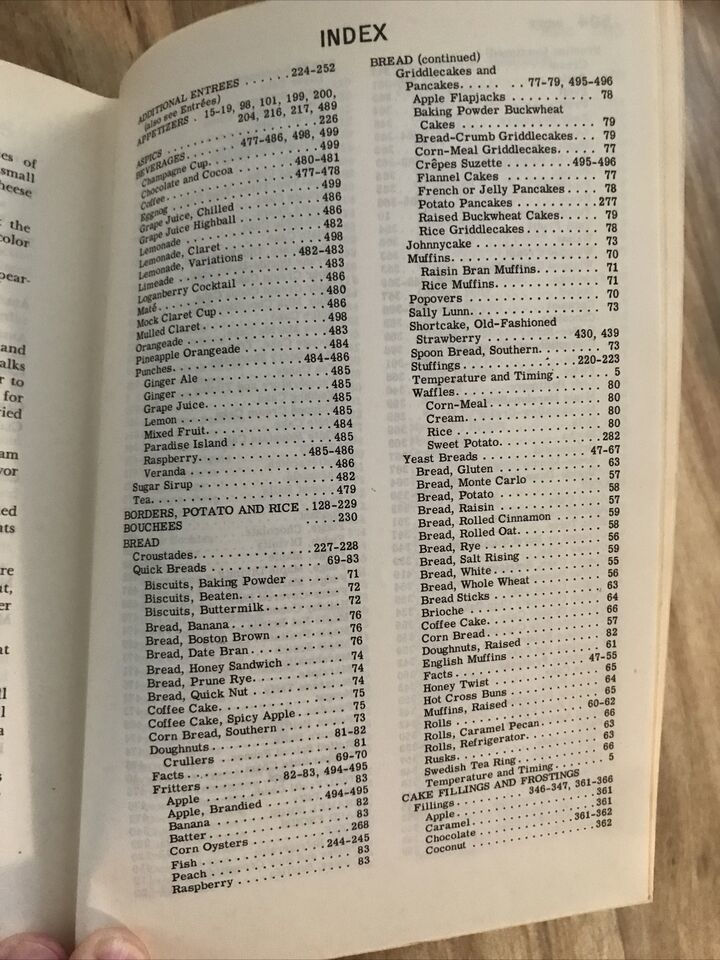 es of
small
heese
the
olor
pear-
and
alks
r to
for
ried
am
vor
ted
ats
re
er
at
INDEX
ADDITIONAL ENTREES . . . . . . 224-252
(also see Entrées)
APPETIZERS . 15-19, 98, 101, 199, 200,
204, 216, 217, 489
ASPICS . . . . . . . . . . 226
BEVERAGES. . . . . . 477-486, 498, 499
Champagne Cup. . . . . . . . . . 499
Chocolate and Cocoa . . . . . . 480-481
Coffee. . . . . . . . . . . . 477-478
Eggnog . . . . . . . . . . . . 499
Grape Juice, Chilled . . . . . . . 486
Grape Juice Highball . . . . . . . 486
Lemonade . . . . . . . . . . . 482
Lemonade, Claret . . . . . . . . 498
Lemonade, Variations . . . . . 482-483
Limeade . . . . . . . . . . . . 483
Loganberry Cocktail . . . . . . . 486
Maté . . . . . . . . . . . . . 480
Mock Claret Cup . . . . . . . . . 486
Mulled Claret . . . . . . . . . . 498
Orangeade . . . . . . . . . . . 483
Pineapple Orangeade . . . . . . . 484
Punches. . . . . . . . . . . 484-486
Ginger Ale . . . . . . . . . . 485
Ginger . . . . . . . . . . . . 485
Grape Juice. . . . . . . . . . 485
Lemon . . . . . . . . . . . . 485
Mixed Fruit. . . . . . . . . . 484
Paradise Island . . . . . . . . 485
Raspberry. . . . . . . . . 485-486
Veranda . . . . . . . . . . . 486
Sugar Sirup . . . . . . . . . . . 482
Tea. . . . . . . . . . . . . . 479
BORDERS, POTATO AND RICE . 128-229
BOUCHEES . . . . 230
BREAD
Croustades. . . . . . . . . . 227-228
Quick Breads . . . . . . . . . 69-83
Biscuits, Baking Powder . . . . . 71
Biscuits, Beaten. . . . . . . . . 72
Biscuits, Buttermilk. . . . . . . . 72
Bread, Banana . . . . . . . . . 76
Bread, Boston Brown . . . . . . . 76
Bread, Date Bran. . . . . . . . . 76
Bread, Honey Sandwich . . . . . . 74
Bread, Prune Rye. . . . . . . . . 74
Bread, Quick Nut . . . . . . . . 74
Coffee Cake. . . . . . . . . . . 75
Coffee Cake, Spicy Apple . . . . . 75
Corn Bread, Southern . . . . . . . 73
Doughnuts . . . . . . . . . . 81-82
Crullers . . . . . . . . . . . 81
Facts . . . . . . . . . . . . 69-70
Fritters . . . . . . 82-83, 494-495
Apple . . . . . . . . . . . . 83
Apple, Brandied . . . . . 494-495
Banana . . . . . . . . . . . 82
Batter . . . . . . . . . . . 83
Corn Oysters . . . . . . . . 268
Fish . . . . . . . . . . 244-245
Peach . . . . . . . . . . . . 83
Raspberry . . . . . . . . . . 83
BREAD (continued)
Griddlecakes and
Pancakes. . . . . . 77-79, 495-496
Apple Flapjacks . . . . . . . . 78
Baking Powder Buckwheat
Cakes . . . . . . . . . . . 79
Bread-Crumb Griddlecakes. . . 79
Corn-Meal Griddlecakes. . . . . 77
Crêpes Suzette . . . . . . 495-496
Flannel Cakes . . . . . . . . . 77
French or Jelly Pancakes. . . . 78
Potato Pancakes . . . . . . . 277
Raised Buckwheat Cakes. . . . . 79
Rice Griddlecakes. . . . . . . . 78
Johnnycake . . . . . . . . . . . 73
Muffins. . . . . . . . . . . . . 70
Raisin Bran Muffins. . . . . . . 71
Rice Muffins. . . . . . . . . . 71
Popovers . . . . . . . . . . . . 70
Sally Lunn. . . . . . . . . . . . 73
Shortcake, Old-Fashioned
Strawberry . . . . . . . . 430, 439
Spoon Bread, Southern. . . . . . . 73
Stuffings . . . . . . . . . . 220-223
Temperature and Timing . . . . . . 5
Waffles. . . . . . . . . . . . . 80
Corn-Meal . . . . . . . . . . 80
Cream. . . . . . . . . . . . . 80
Rice . . . . . . . . . . . . . 80
Sweet Potato. . . . . . . . . 282
Yeast Breads . . . . . . . . . 47-67
Bread, Gluten . . . . . . . . . . 63
Bread, Monte Carlo . . . . . . . 57
Bread, Potato . . . . . . . . . . 58
Bread, Raisin . . . . . . . . . . 57
Bread, Rolled Cinnamon . . . . . 59
Bread, Rolled Oat. . . . . . . . . 58
Bread, Rye . . . . . . . . . . . 56
Bread, Salt Rising . . . . . . . . 59
Bread, White . . . . . . . . . . 55
Bread, Whole Wheat . . . . . . . 56
Bread Sticks . . . . . . . . . . 63
Brioche . . . . . . . . . . . . 64
Coffee Cake. . . . . . . . . . . 66
Corn Bread. . . . . . . . . . . 57
Doughnuts, Raised . . . . . . . . 82
English Muffins . . . . . . . . . 61
Facts. . . . . . . . . . . . 47-55
Honey Twist . . . . . . . . . . 65
Hot Cross Buns . . . . . . . . . 64
Muffins, Raised . . . . . . . . . 65
Rolls . . . . . . . . . . . 60-62
Rolls, Caramel Pecan. . . . . . . 66
Rolls, Refrigerator. . . . . . . . 63
Rusks. . . . . . . . . . . . . 63
Swedish Tea Ring . . . . . . . . 66
Temperature and Timing. . . . . . 5
CAKE FILLINGS AND FROSTINGS
Fillings . . . . . . 346-347, 361-366
Apple. . . . . . . . . . . . 361
Caramel . . . . . . . . . . 361
Chocolate . . . . . . . 361-362
Coconut . . . . . . . . . . 362